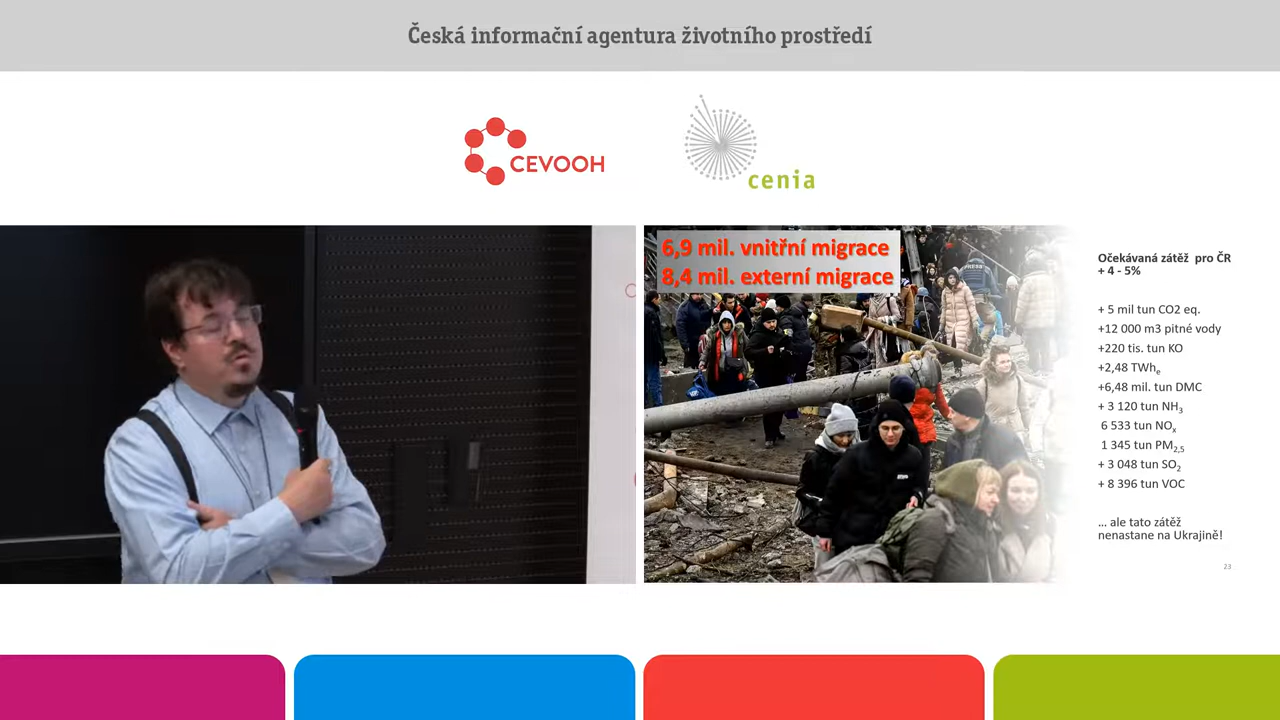 Česká informační agentura životního prostředí
CEVOOH
cenia
6,9 mil. vnitřní migrace
8,4 mil. externí migrace
PRESS
Očekávaná zátěž pro ČR
+ 4 - 5%
+ 5 mil tun CO2 eq.
+12 000 m3 pitné vody
+220 tis. tun KO
+2,48 TWhe
+6,48 mil. tun DMC
+ 3 120 tun NH3
6 533 tun NOx
1 345 tun PM2,5
+ 3 048 tun SO2
+ 8 396 tun VOC
... ale tato zátěž
nenastane na Ukrajině!
23